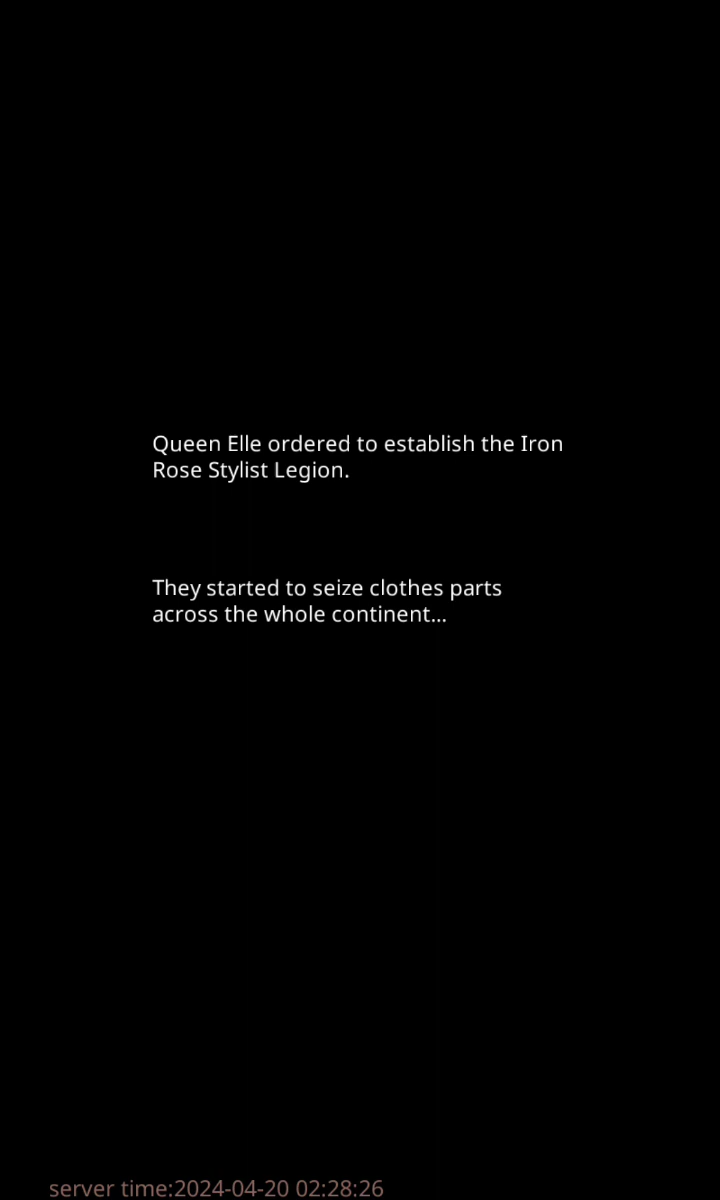 Queen Elle ordered to establish the Iron
Rose Stylist Legion.
They started to seize clothes parts
across the whole continent...
server time:2024-04-20 02:28:26